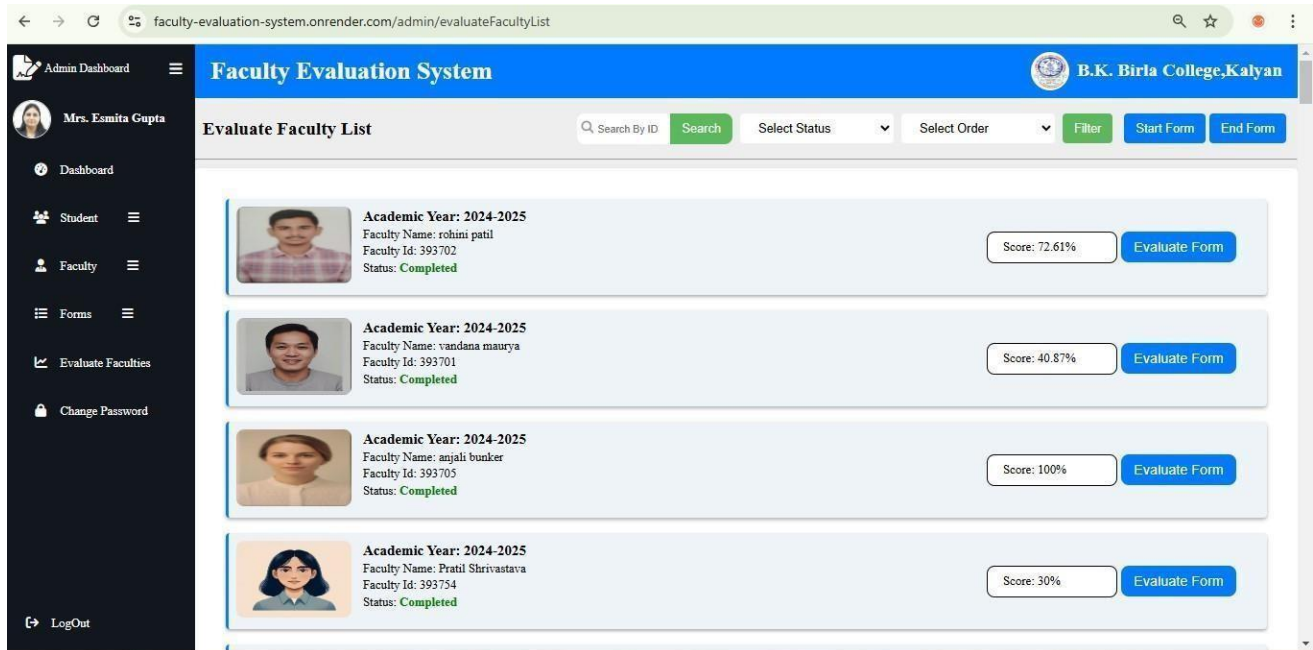 faculty-evaluation-system.onrender.com/admin/evaluateFacultyList
Admin Dashboard
Faculty Evaluation System
B.K. Birla College,Kalyan
Mrs. Esmita Gupta
Evaluate Faculty List
Search By ID
Search
Select Status
Select Order
Filter
Start Form
End Form
Dashboard
Student
Faculty
Forms
Evaluate Faculties
Change Password
LogOut
Academic Year: 2024-2025
Faculty Name: rohini patil
Faculty Id: 393702
Status: Completed
Score: 72.61%
Evaluate Form
Academic Year: 2024-2025
Faculty Name: vandana maurya
Faculty Id: 393701
Status: Completed
Score: 40.87%
Evaluate Form
Academic Year: 2024-2025
Faculty Name: anjali bunker
Faculty Id: 393705
Status: Completed
Score: 100%
Evaluate Form
Academic Year: 2024-2025
Faculty Name: Pratil Shrivastava
Faculty Id: 393754
Status: Completed
Score: 30%
Evaluate Form